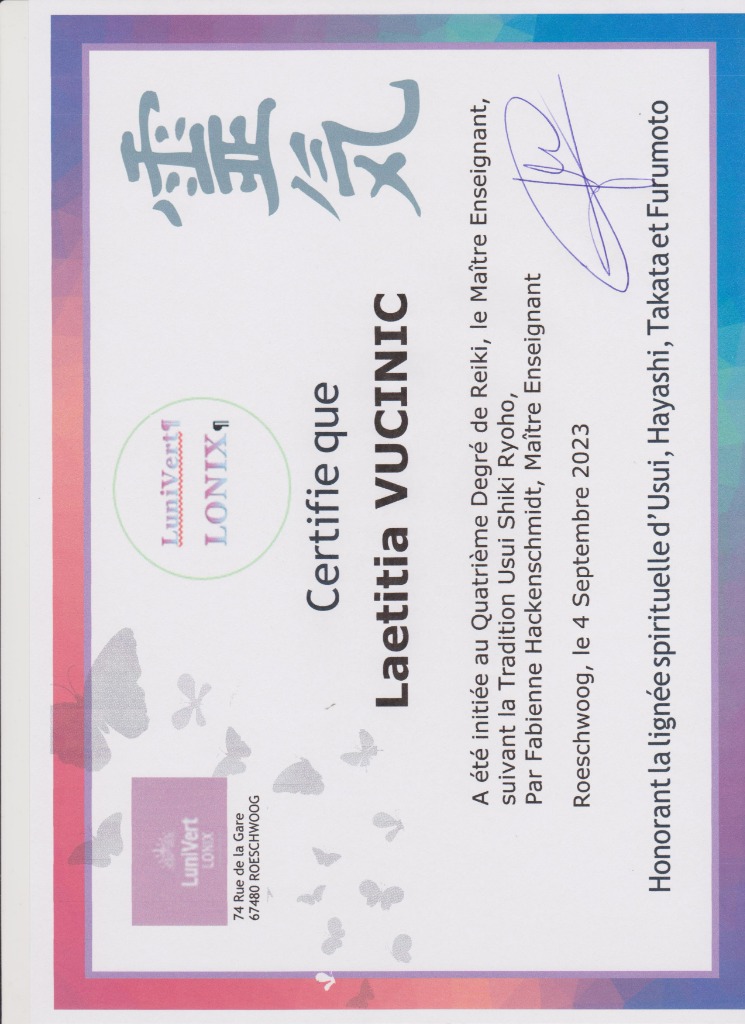 LuniVert
LONIX
74 Rue de la Gare
67480 ROESCHWOOG
LuniVert¶
LONIX¶
靈
気
Certifie que
Laetitia VUCINIC
A été initiée au Quatrième Degré de Reiki, le Maître Enseignant,
suivant la Tradition Usui Shiki Ryoho,
Par Fabienne Hackenschmidt, Maître Enseignant
Roeschwoog, le 4 Septembre 2023
Honorant la lignée spirituelle d'Usui, Hayashi, Takata et Furumoto